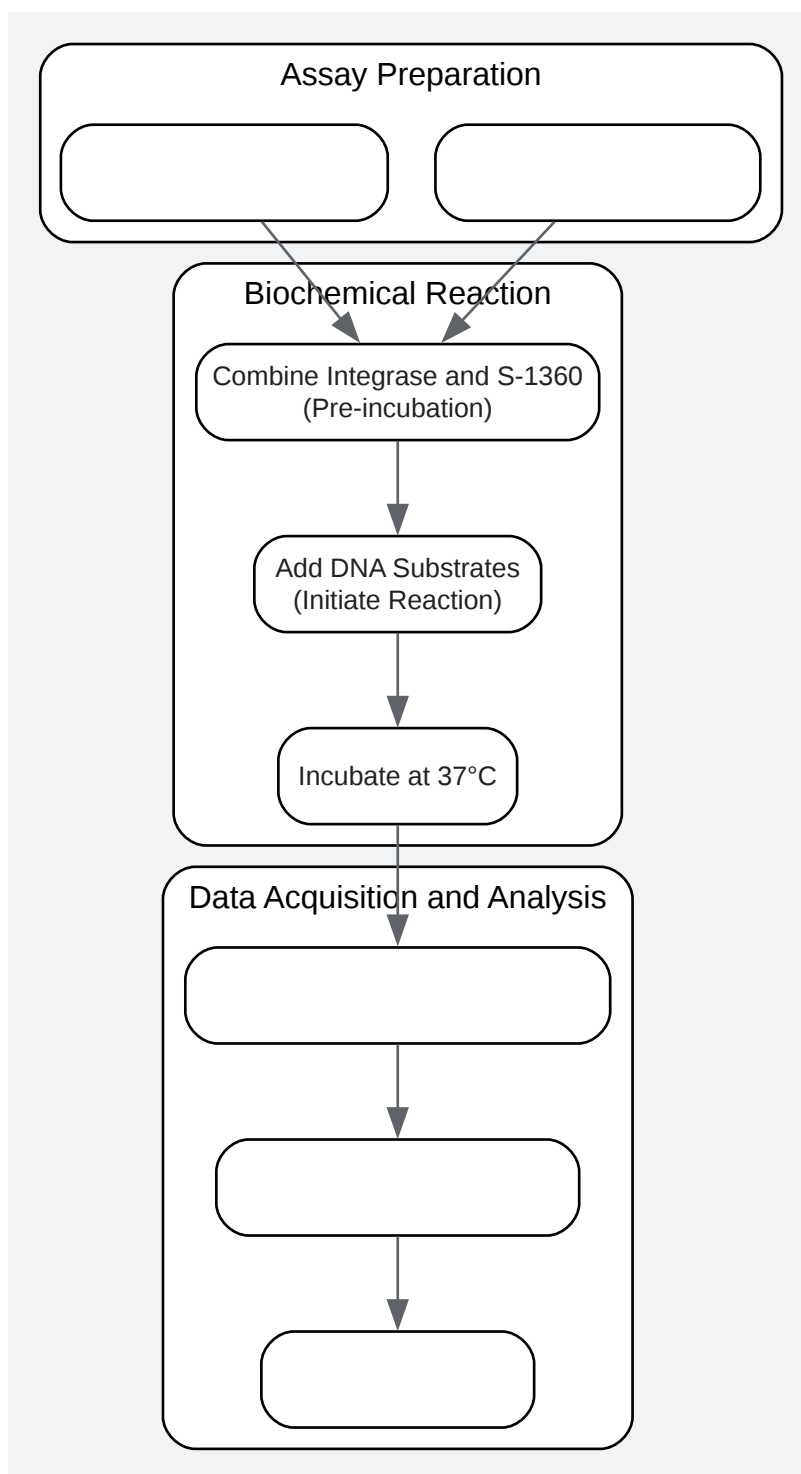 Assay Preparation
Biochemical Reaction
Combine Integrase and S-1360
(Pre-incubation)
Add DNA Substrates
(Initiate Reaction)
Incubate at 37°C
Data Acquisition and Analysis